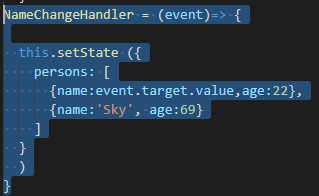 NameChangeHandler = (event)=> {
this.setState ({
persons: [
{name:event.target.value,age:22},
{name:'Sky', age:69}
]
}
)
}